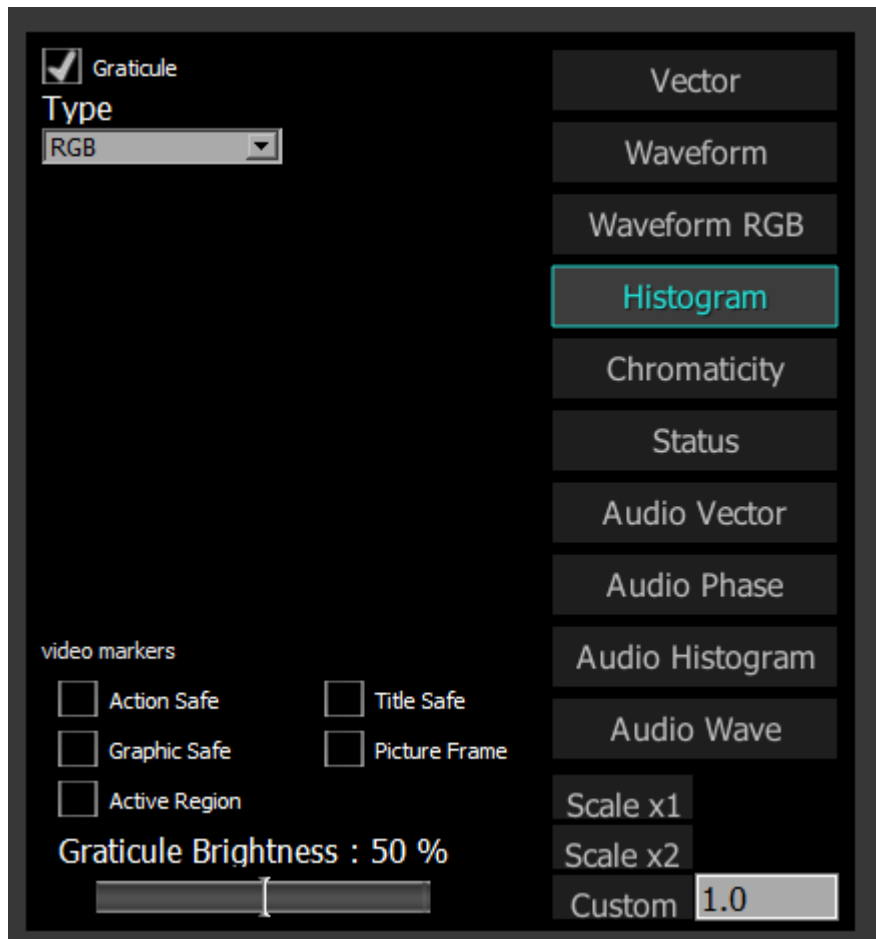 Graticule
Type
RGB
Vector
Waveform
Waveform RGB
Histogram
Chromaticity
Status
Audio Vector
Audio Phase
Audio Histogram
Audio Wave
video markers
Action Safe
Title Safe
Graphic Safe
Picture Frame
Active Region
Graticule Brightness : 50 %
Scale x1
Scale x2
Custom 1.0